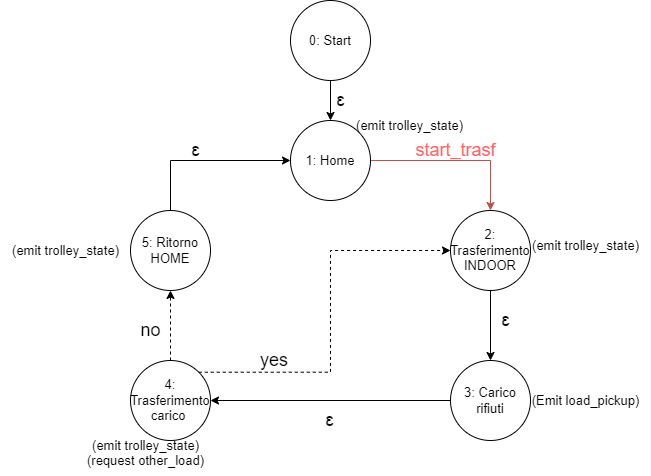 0: Start
ε
(emit trolley_state)
1: Home
start_trasf
ε
5: Ritorno
HOME
(emit trolley_state)
2:
Trasferimento
INDOOR
(emit trolley_state)
ε
no
yes
4:
Trasferimento
carico
(emit trolley_state)
(request other_load)
ε
3: Carico
rifiuti
(Emit load_pickup)